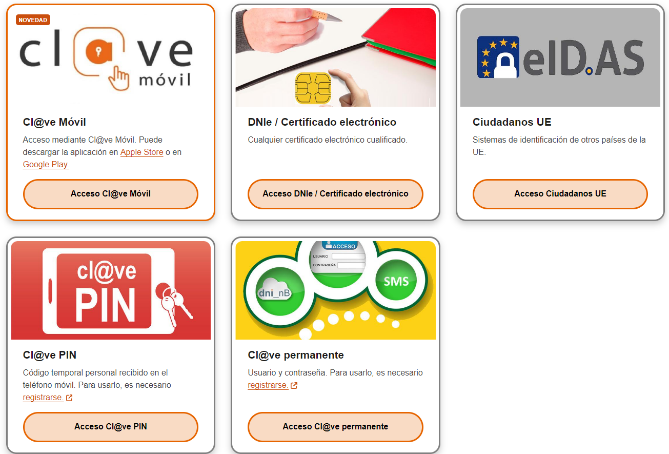 NOVEDAD
cl@ve
móvil
Cl@ve Móvil
Acceso mediante Cl@ve Móvil. Puede
descargar la aplicación en Apple Store o en
Google Play.
Acceso Cl@ve Móvil
DNIe / Certificado electrónico
Cualquier certificado electrónico cualificado.
Acceso DNIe / Certificado electrónico
eID.AS
Ciudadanos UE
Sistemas de identificación de otros países de la
UE.
Acceso Ciudadanos UE
cl@ve
PIN
Cl@ve PIN
Código temporal personal recibido en el
teléfono móvil. Para usarlo, es necesario
registrarse.
Acceso Cl@ve PIN
ACCESO
USUARIO
CONTRASEÑA
dni_nB
SMS
Cl@ve permanente
Usuario y contraseña. Para usarlo, es necesario
registrarse.
Acceso Cl@ve permanente